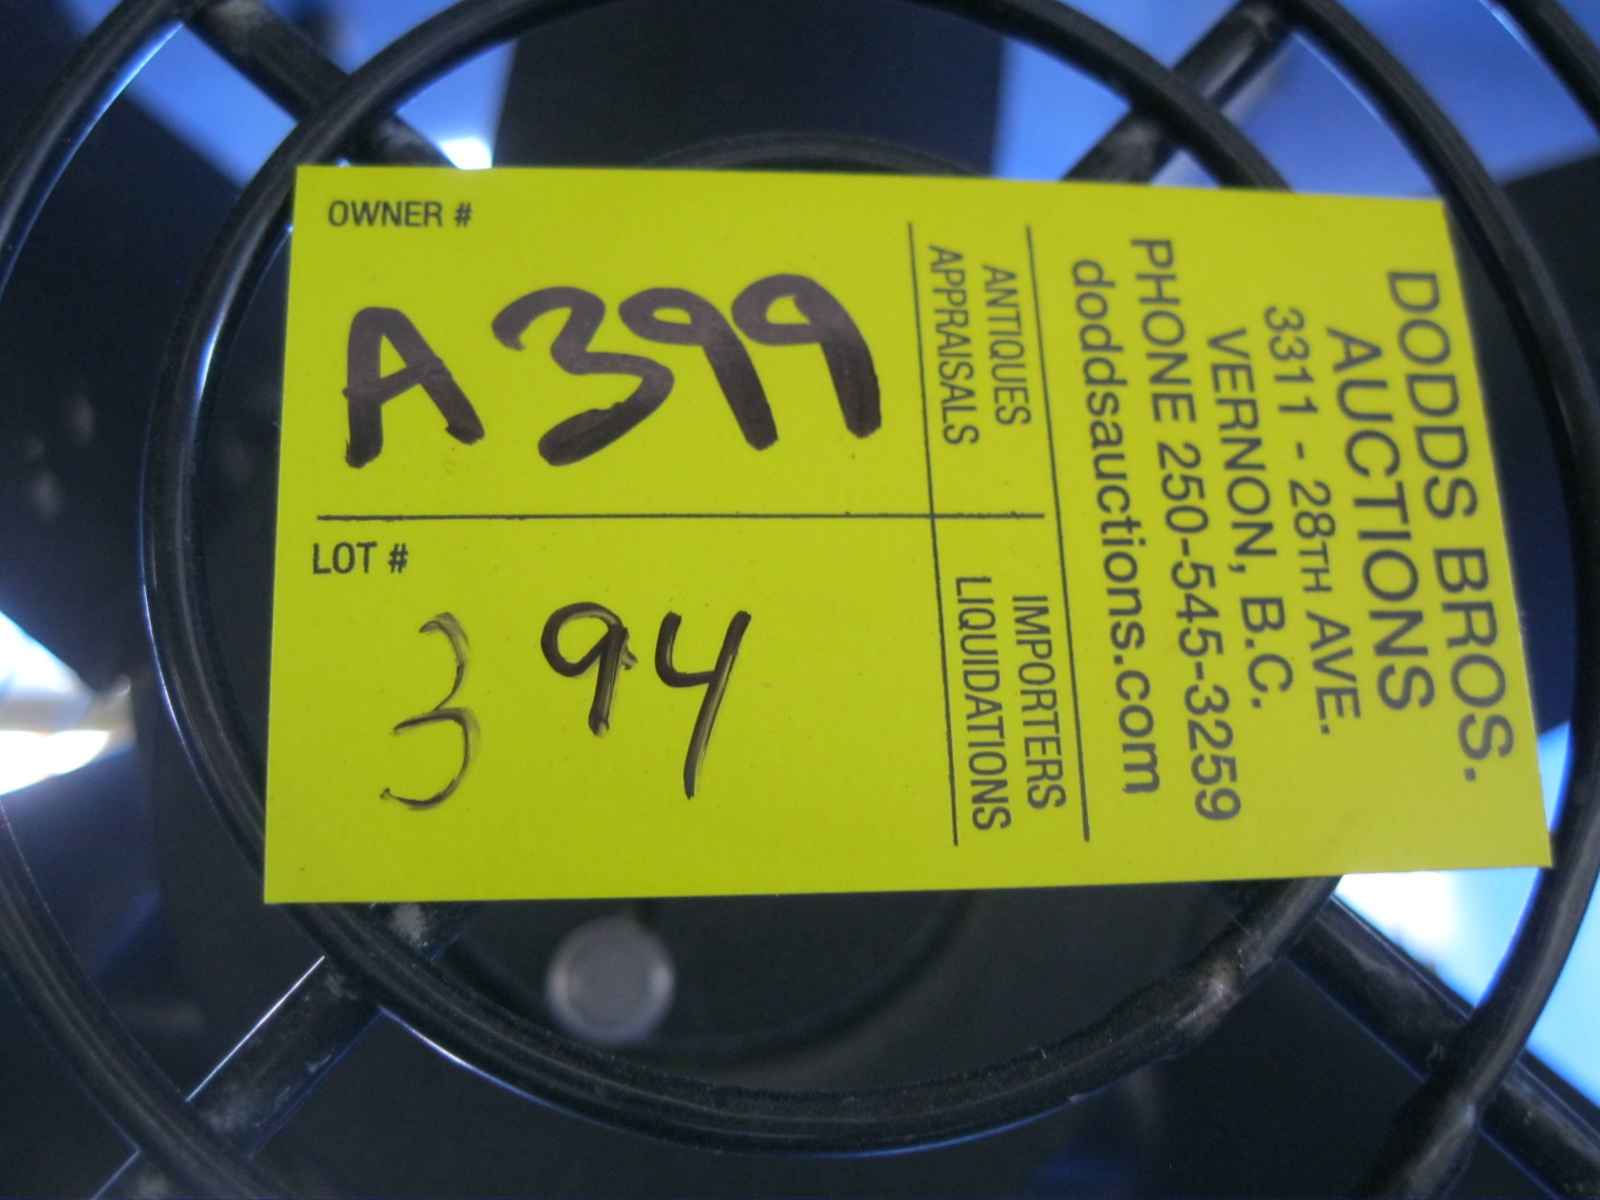 OWNER #
A399
LOT #
394
ANTIQUES
APPRAISALS
IMPORTERS
LIQUIDATIONS
DODDS BROS.
AUCTIONS
3311 - 28TH AVE.
VERNON, B.C.
PHONE 250-545-3259
doddsauctions.com